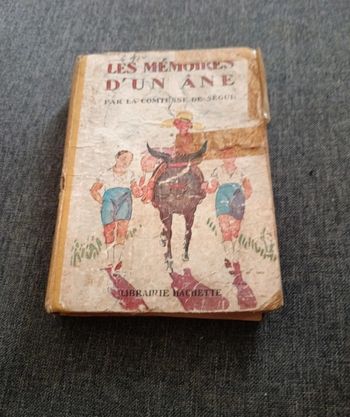 LES MÉMOIRES
D'UN ÂNE
PAR LA COMTESSE DE SÉGUR
LIBRAIRIE HACHETTE